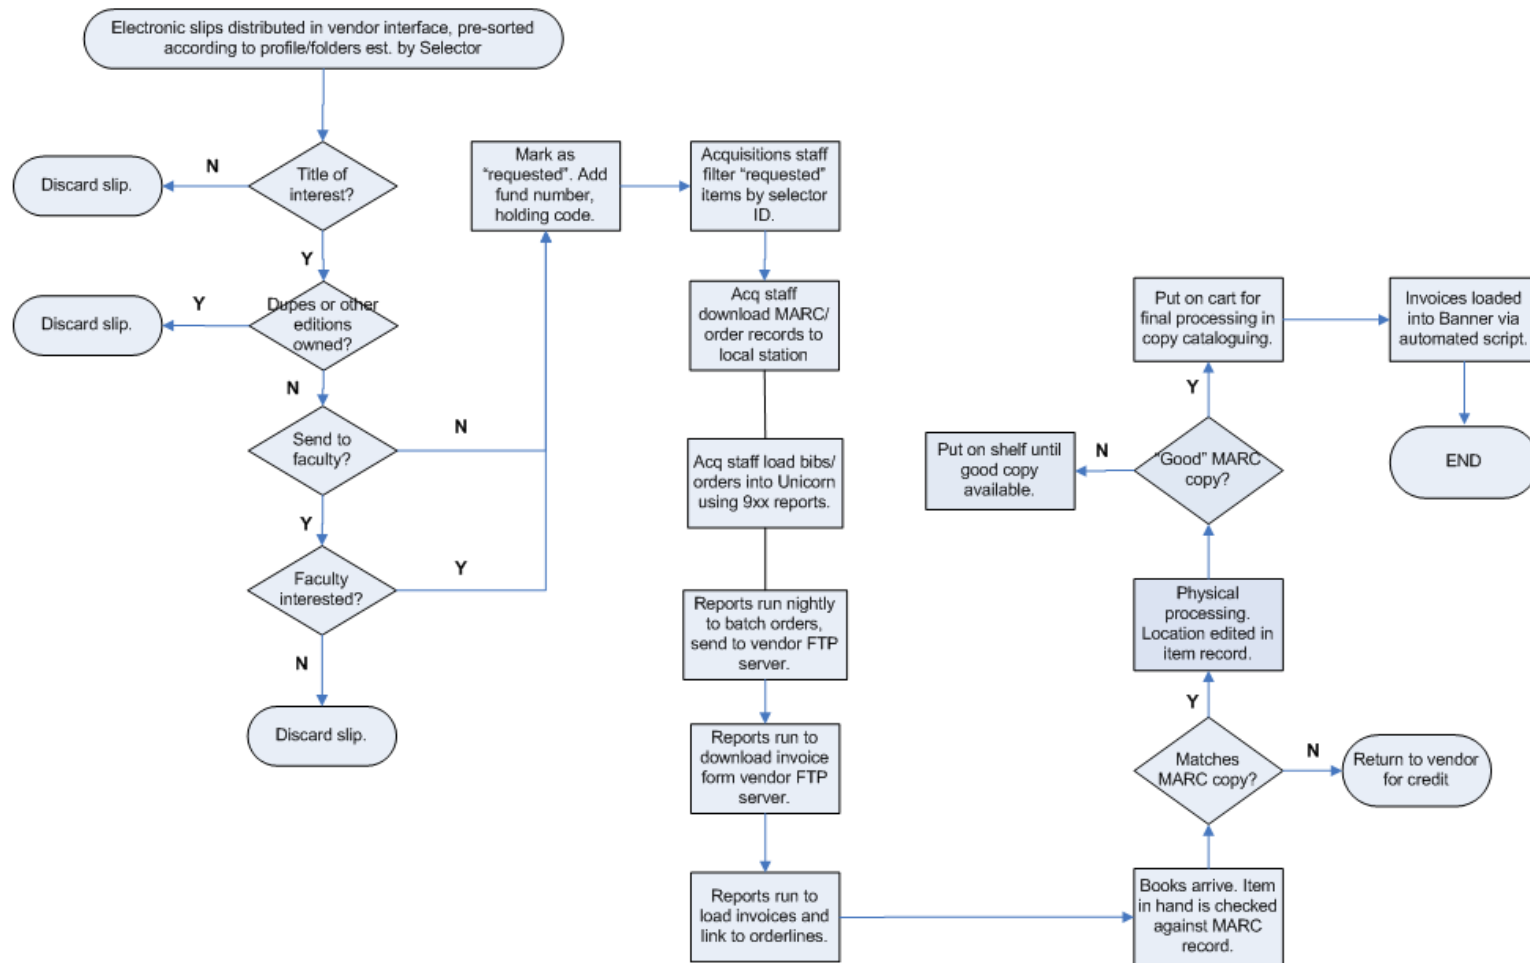 Electronic slips distributed in vendor interface, pre-sorted
according to profile/folders est. by Selector
N
Title of
interest?
Discard slip.
Y
Mark as
“requested”. Add
fund number,
holding code.
Acquisitions staff
filter “requested”
items by selector
ID.
Y
Dupes or other
editions
owned?
Discard slip.
N
Acq staff
download MARC/
order records to
local station
Send to
faculty?
N
Y
Acq staff load bibs/
orders into Unicorn
using 9xx reports.
Faculty
interested?
Y
N
Discard slip.
Reports run nightly
to batch orders,
send to vendor FTP
server.
Reports run to
download invoice
form vendor FTP
server.
Reports run to
load invoices and
link to orderlines.
Put on cart for
final processing in
copy cataloguing.
Invoices loaded
into Banner via
automated script.
Y
Put on shelf until
good copy
available.
N
“Good” MARC
copy?
END
Physical
processing.
Location edited in
item record.
Y
Matches
MARC copy?
N
Return to vendor
for credit
Books arrive. Item
in hand is checked
against MARC
record.